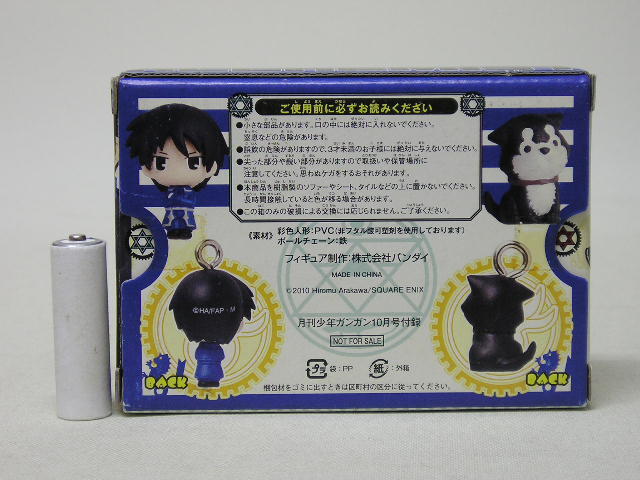 ご使用前に必ずお読みください
●小さな部品があります。口の中には絶対に入れないでください。
窒息などの危険があります。
●誤飲の危険がありますので、3才未満のお子様には絶対に与えないでください。
●尖った部分や鋭い部分がありますので取扱いや保管場所に
注意してください。思わぬケガをするおそれがあります。
●本商品を樹脂製のソファーやシート、タイルなどの上に置かないでください。
長時間接触していると色が移る場合があります。
●この箱のみの破損による交換には応じられません。ご了承ください。
《素材》 彩色人形:PVC(非フタル酸可塑剤を使用しております)
ボールチェーン:鉄
フィギュア制作:株式会社バンダイ
MADE IN CHINA
©2010 Hiromu Arakawa/SQUARE ENIX
©HA/FAP・M
月刊少年ガンガン10月号付録
NOT FOR SALE
プラ 袋:PP 紙 :外箱
BACK
BACK
梱包材をゴミに出すときは区町村の区分に従ってください。